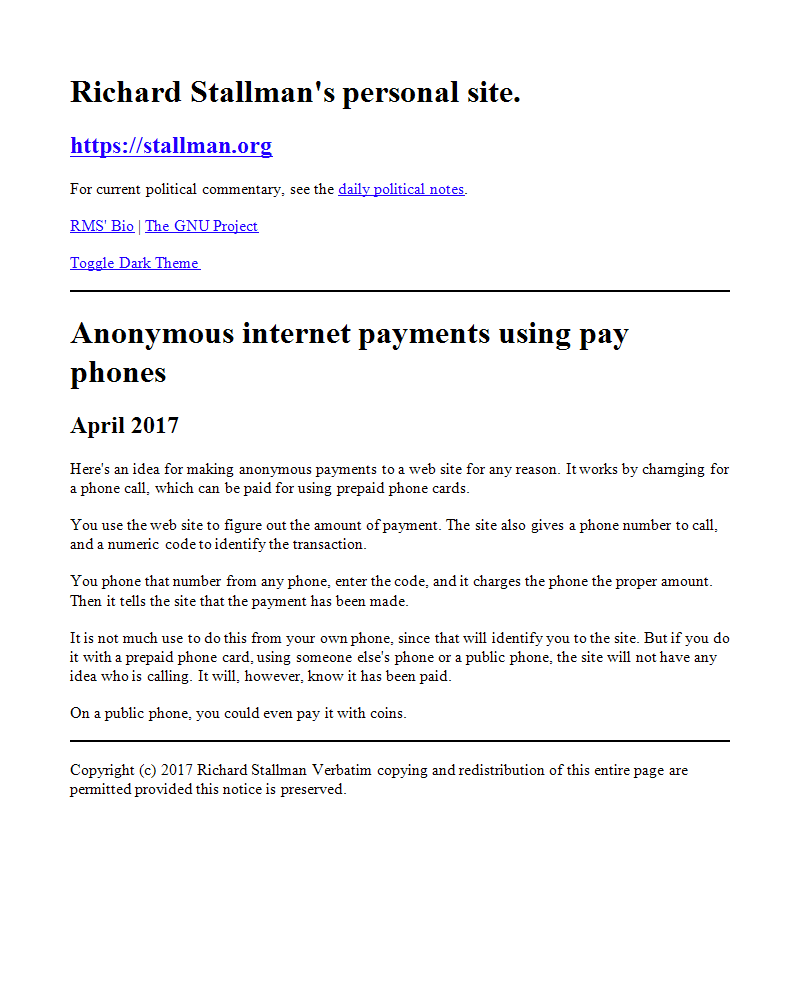 Richard Stallman's personal site.
https://stallman.org
For current political commentary, see the daily political notes.
RMS' Bio | The GNU Project
Toggle Dark Theme
Anonymous internet payments using pay
phones
April 2017
Here's an idea for making anonymous payments to a web site for any reason. It works by charnging for
a phone call, which can be paid for using prepaid phone cards.
You use the web site to figure out the amount of payment. The site also gives a phone number to call,
and a numeric code to identify the transaction.
You phone that number from any phone, enter the code, and it charges the phone the proper amount.
Then it tells the site that the payment has been made.
It is not much use to do this from your own phone, since that will identify you to the site. But if you do
it with a prepaid phone card, using someone else's phone or a public phone, the site will not have any
idea who is calling. It will, however, know it has been paid.
On a public phone, you could even pay it with coins.
Copyright (c) 2017 Richard Stallman Verbatim copying and redistribution of this entire page are
permitted provided this notice is preserved.